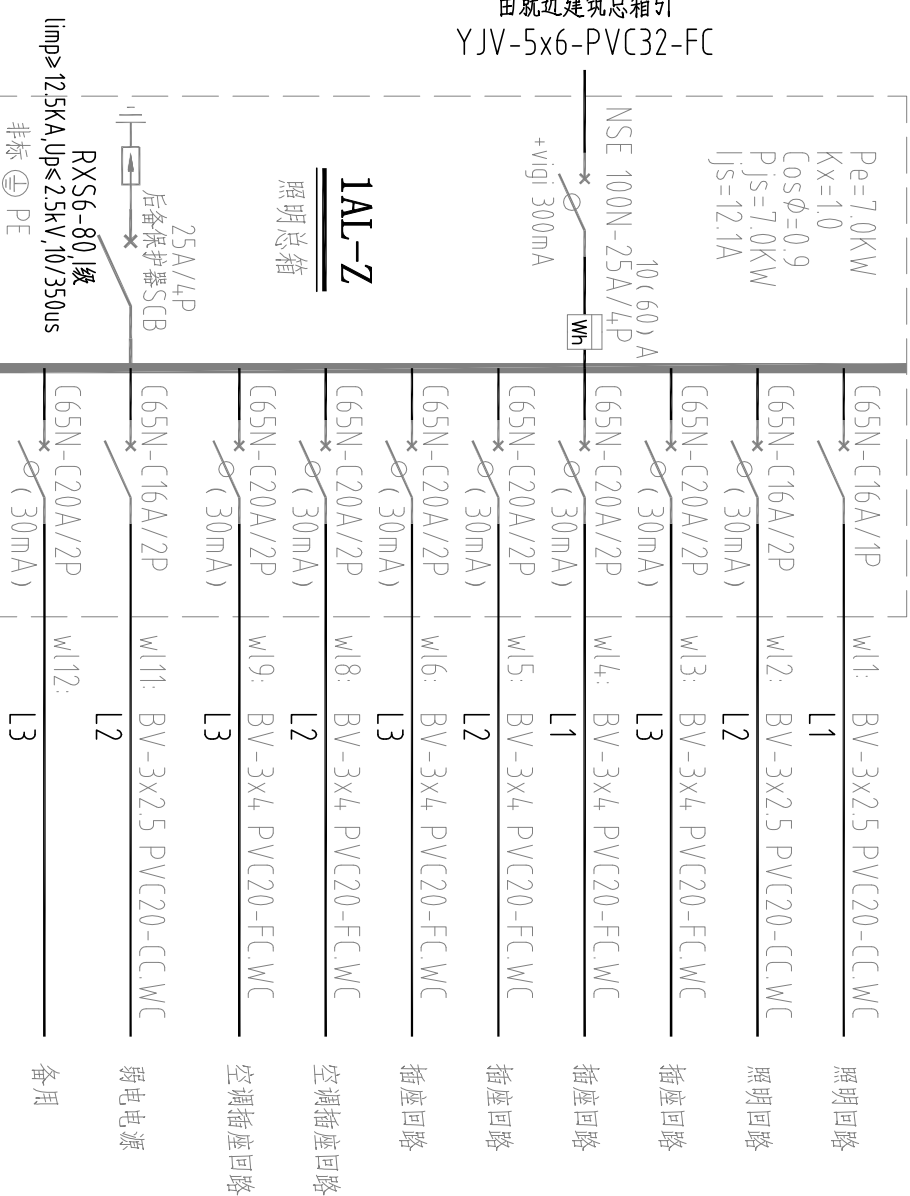 由就近建筑总箱引
YJV-5x6-PVC32-FC
Pe=7.0KW
Kx=1.0
CosØ=0.9
Pjs=7.0KW
Ijs=12.1A
NSE 100N-25A/4P
+vigi 300mA
10(60)A
Wh
1AL-Z
照明总箱
25A/4P
后备保护器SCB
RXS6-80,I级
Iimp≥12.5KA,Up≤2.5kV,10/350us
非标 PE
C65N-C16A/1P
wl1: BV-3x2.5 PVC20-CC.WC
L1
照明回路
C65N-C16A/2P
(30mA)
wl2: BV-3x2.5 PVC20-CC.WC
L2
照明回路
C65N-C20A/2P
(30mA)
wl3: BV-3x4 PVC20-FC.WC
L3
插座回路
C65N-C20A/2P
(30mA)
wl4: BV-3x4 PVC20-FC.WC
L1
插座回路
C65N-C20A/2P
(30mA)
wl5: BV-3x4 PVC20-FC.WC
L2
插座回路
C65N-C20A/2P
(30mA)
wl6: BV-3x4 PVC20-FC.WC
L3
插座回路
C65N-C20A/2P
(30mA)
wl8: BV-3x4 PVC20-FC.WC
L2
空调插座回路
C65N-C20A/2P
(30mA)
wl9: BV-3x4 PVC20-FC.WC
L3
空调插座回路
C65N-C16A/2P
wl11: BV-3x2.5 PVC20-CC.WC
L2
弱电电源
C65N-C20A/2P
(30mA)
wl12:
L3
备用